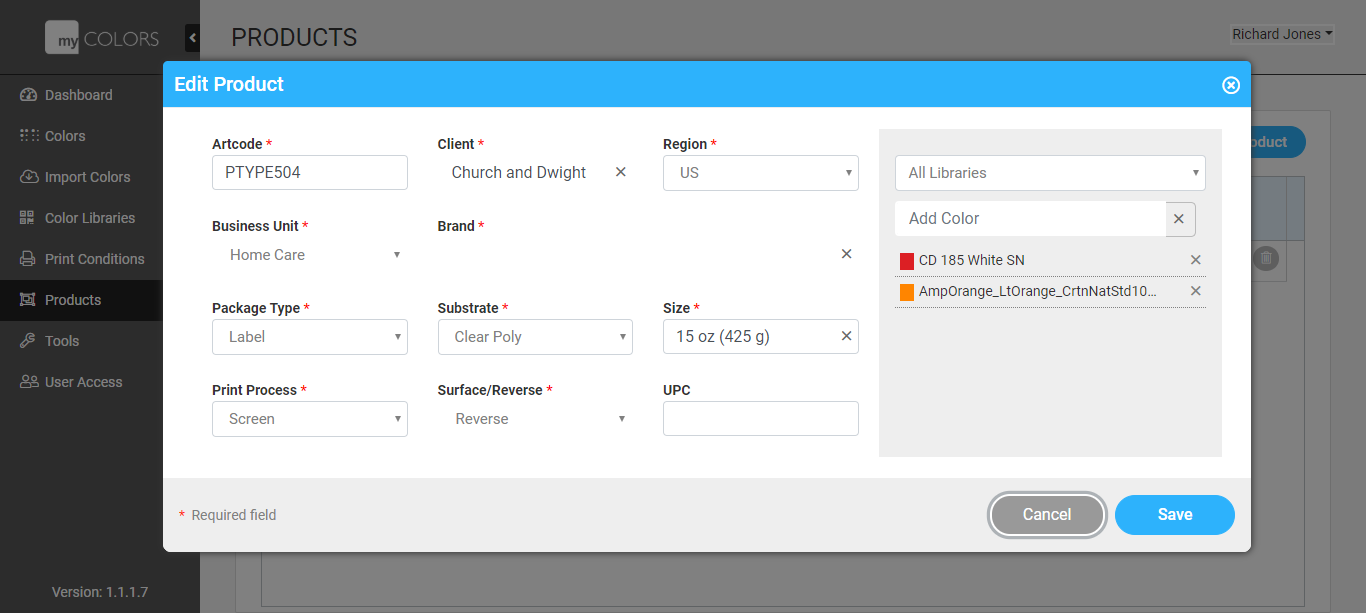 my COLORS
PRODUCTS
Richard Jones
Dashboard
Colors
Import Colors
Color Libraries
Print Conditions
Products
Tools
User Access
Version: 1.1.1.7
Edit Product
Artcode *
PTYPE504
Client *
Church and Dwight
Region *
US
Business Unit *
Home Care
Brand *
Package Type *
Label
Substrate *
Clear Poly
Size *
15 oz (425 g)
Print Process *
Screen
Surface/Reverse *
Reverse
UPC
All Libraries
Add Color
CD 185 White SN
AmpOrange_LtOrange_CrtnNatStd10...
oduct
* Required field
Cancel
Save